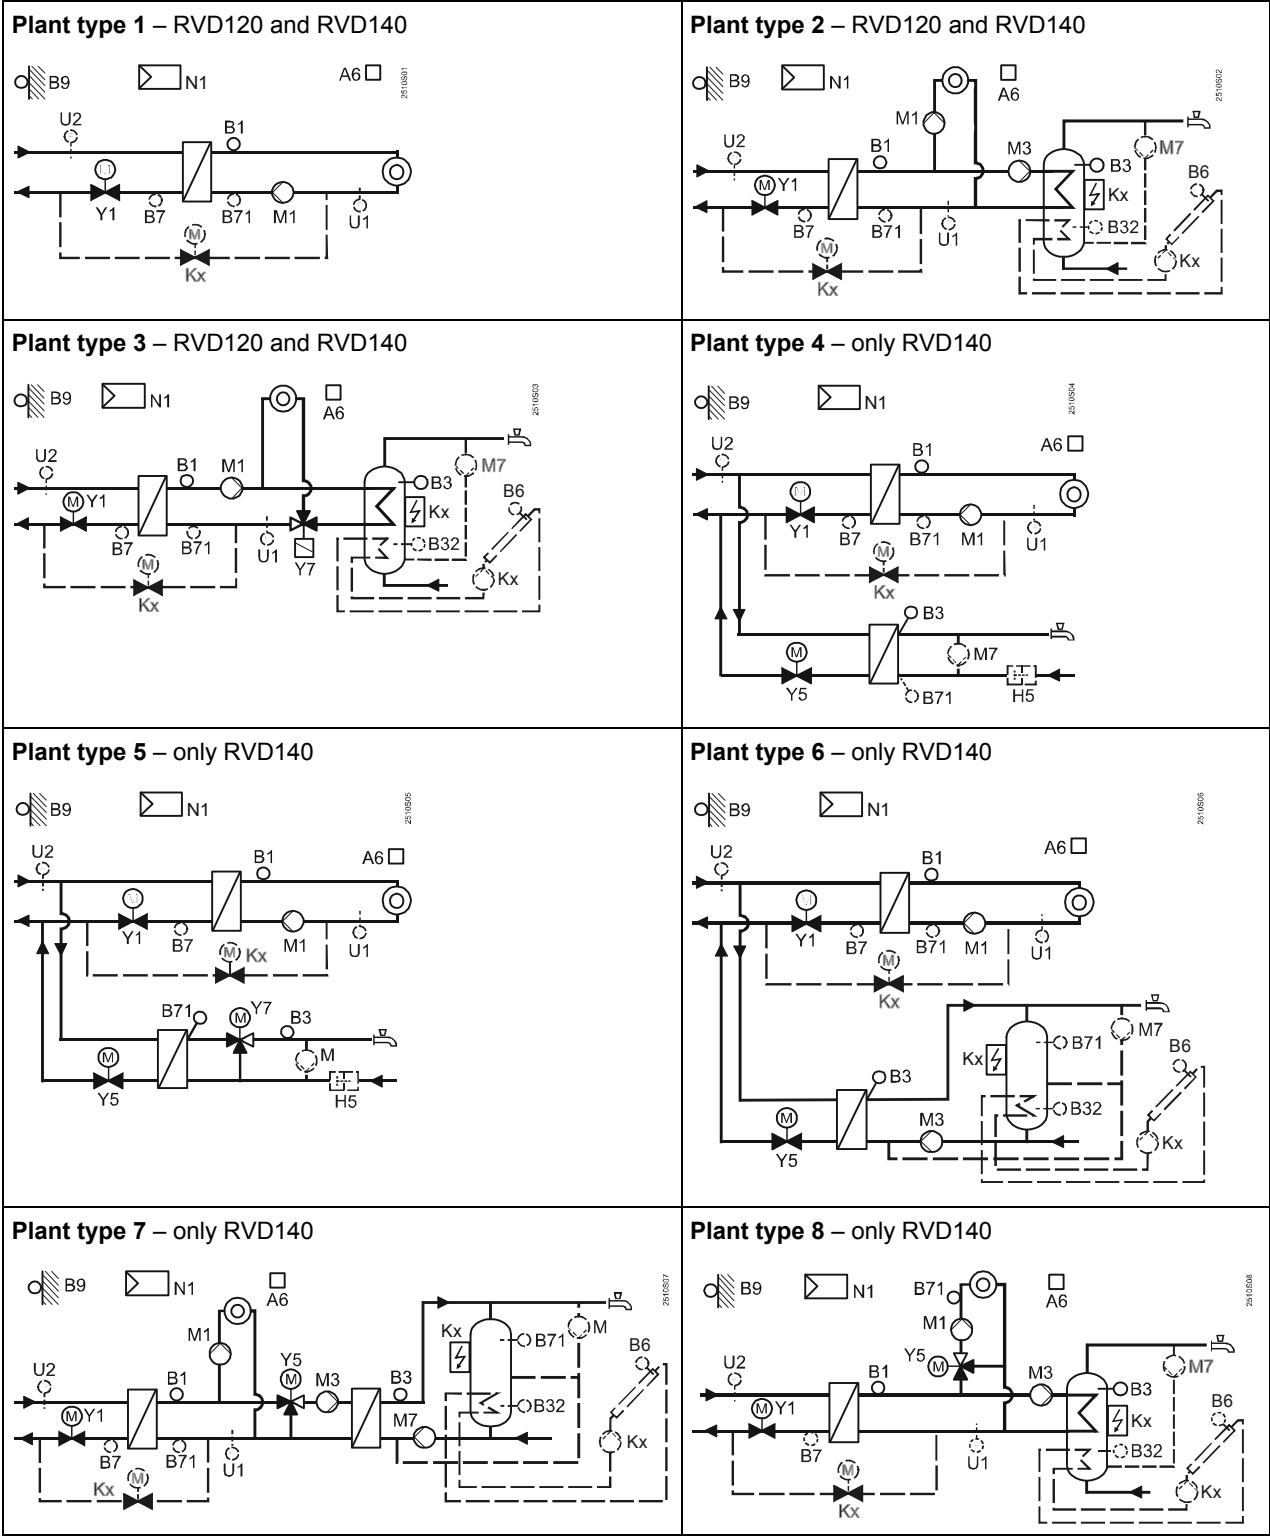 Plant type 1 – RVD120 and RVD140
B9 N1 A6 2510S01
U2 B1
M
Y1 B7 B71 M1 U1
M
Kx
Plant type 2 – RVD120 and RVD140
B9 N1 A6 2510S02
M1
U2 B1 M3 M7
M Y1 B3 B6
Kx
B7 B71 U1 B32
M Kx
Kx
Plant type 3 – RVD120 and RVD140
B9 N1 A6 2510S03
U2 B1 M1 M7
M Y1 B3 B6
Kx
B7 B71 U1 B32
M Y7 Kx
Kx
Plant type 4 – only RVD140
B9 N1 2510S04
U2 B1 A6
M
Y1 B7 B71 M1 U1
M
Kx
B3
M M7
Y5 B71 H5
Plant type 5 – only RVD140
B9 N1 2510S05
U2 B1 A6
M
Y1 B7 M1 U1
M Kx
B71 Y7 B3
M
M M
Y5 H5
Plant type 6 – only RVD140
B9 N1 2510S06
U2 B1 A6
M
Y1 B7 B71 M1 U1
M
Kx
M7
Kx B71 B6
B3
M M3 B32
Y5 Kx
Plant type 7 – only RVD140
B9 N1 A6 2510S07
M1 Kx B71 M
U2 B1 Y5 M3 B3 B6
M Y1 M B32
B7 B71 U1 M7 Kx
Kx M
Plant type 8 – only RVD140
B9 N1 B71 A6 2510S08
M1
U2 B1 Y5 M M3 M7
M Y1 B3 B6
Kx
B7 U1 B32
M Kx
Kx